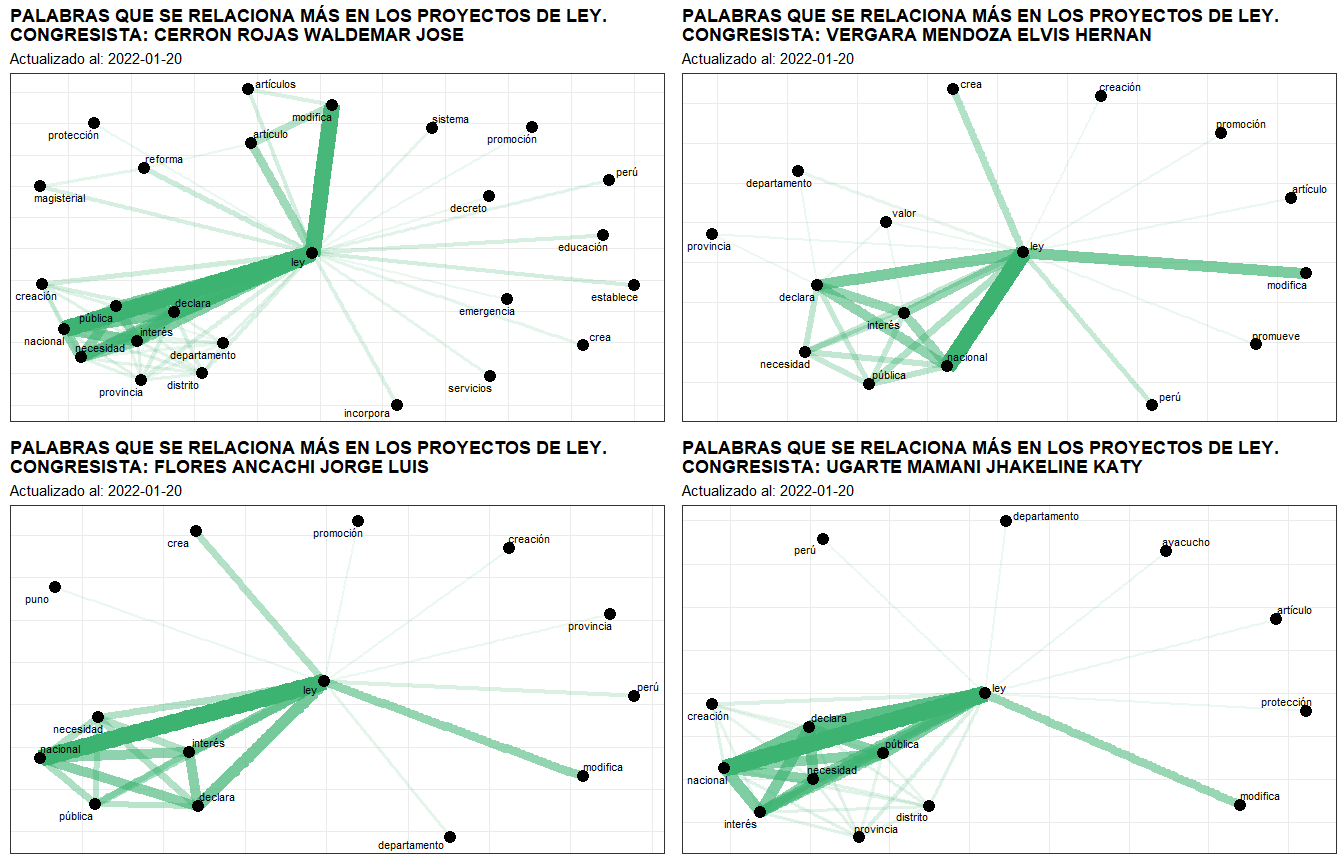 PALABRAS QUE SE RELACIONA MÁS EN LOS PROYECTOS DE LEY.
CONGRESISTA: CERRON ROJAS WALDEMAR JOSE
Actualizado al: 2022-01-20
artículos
modifica
protección
artículo
sistema
promoción
reforma
perú
magisterial
decreto
educación
ley
creación
establece
declara
pública
emergencia
interés
nacional
crea
necesidad
departamento
provincia
distrito
servicios
incorpora
PALABRAS QUE SE RELACIONA MÁS EN LOS PROYECTOS DE LEY.
CONGRESISTA: VERGARA MENDOZA ELVIS HERNAN
Actualizado al: 2022-01-20
crea
creación
promoción
departamento
artículo
valor
provincia
ley
modifica
declara
interés
promueve
necesidad
nacional
pública
perú
PALABRAS QUE SE RELACIONA MÁS EN LOS PROYECTOS DE LEY.
CONGRESISTA: FLORES ANCACHI JORGE LUIS
Actualizado al: 2022-01-20
promoción
crea
creación
puno
provincia
ley
perú
necesidad
interés
nacional
modifica
declara
pública
departamento
PALABRAS QUE SE RELACIONA MÁS EN LOS PROYECTOS DE LEY.
CONGRESISTA: UGARTE MAMANI JHAKELINE KATY
Actualizado al: 2022-01-20
departamento
perú
ayacucho
artículo
ley
protección
creación
declara
pública
necesidad
nacional
modifica
distrito
interés
provincia